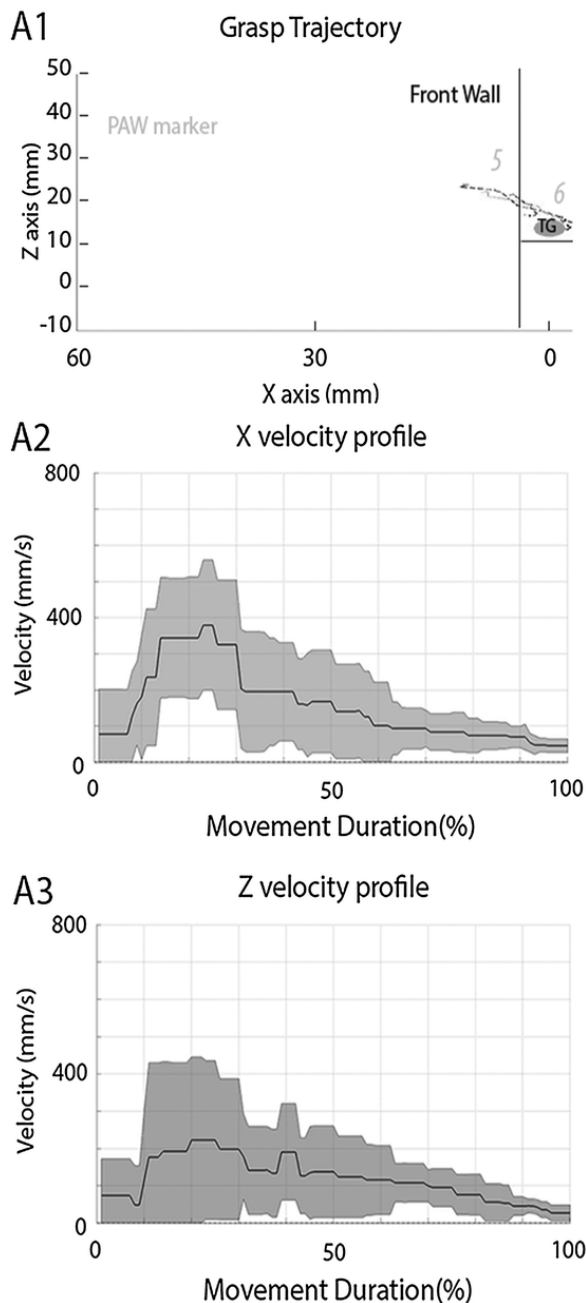 A1
Grasp Trajectory
50
40
30
20
10
0
-10
Z axis (mm)
PAW marker
Front Wall
5
6
TG
60
30
0
X axis (mm)
A2
X velocity profile
800
400
0
Velocity (mm/s)
0
50
100
Movement Duration(%)
A3
Z velocity profile
800
400
0
Velocity (mm/s)
0
50
100
Movement Duration(%)